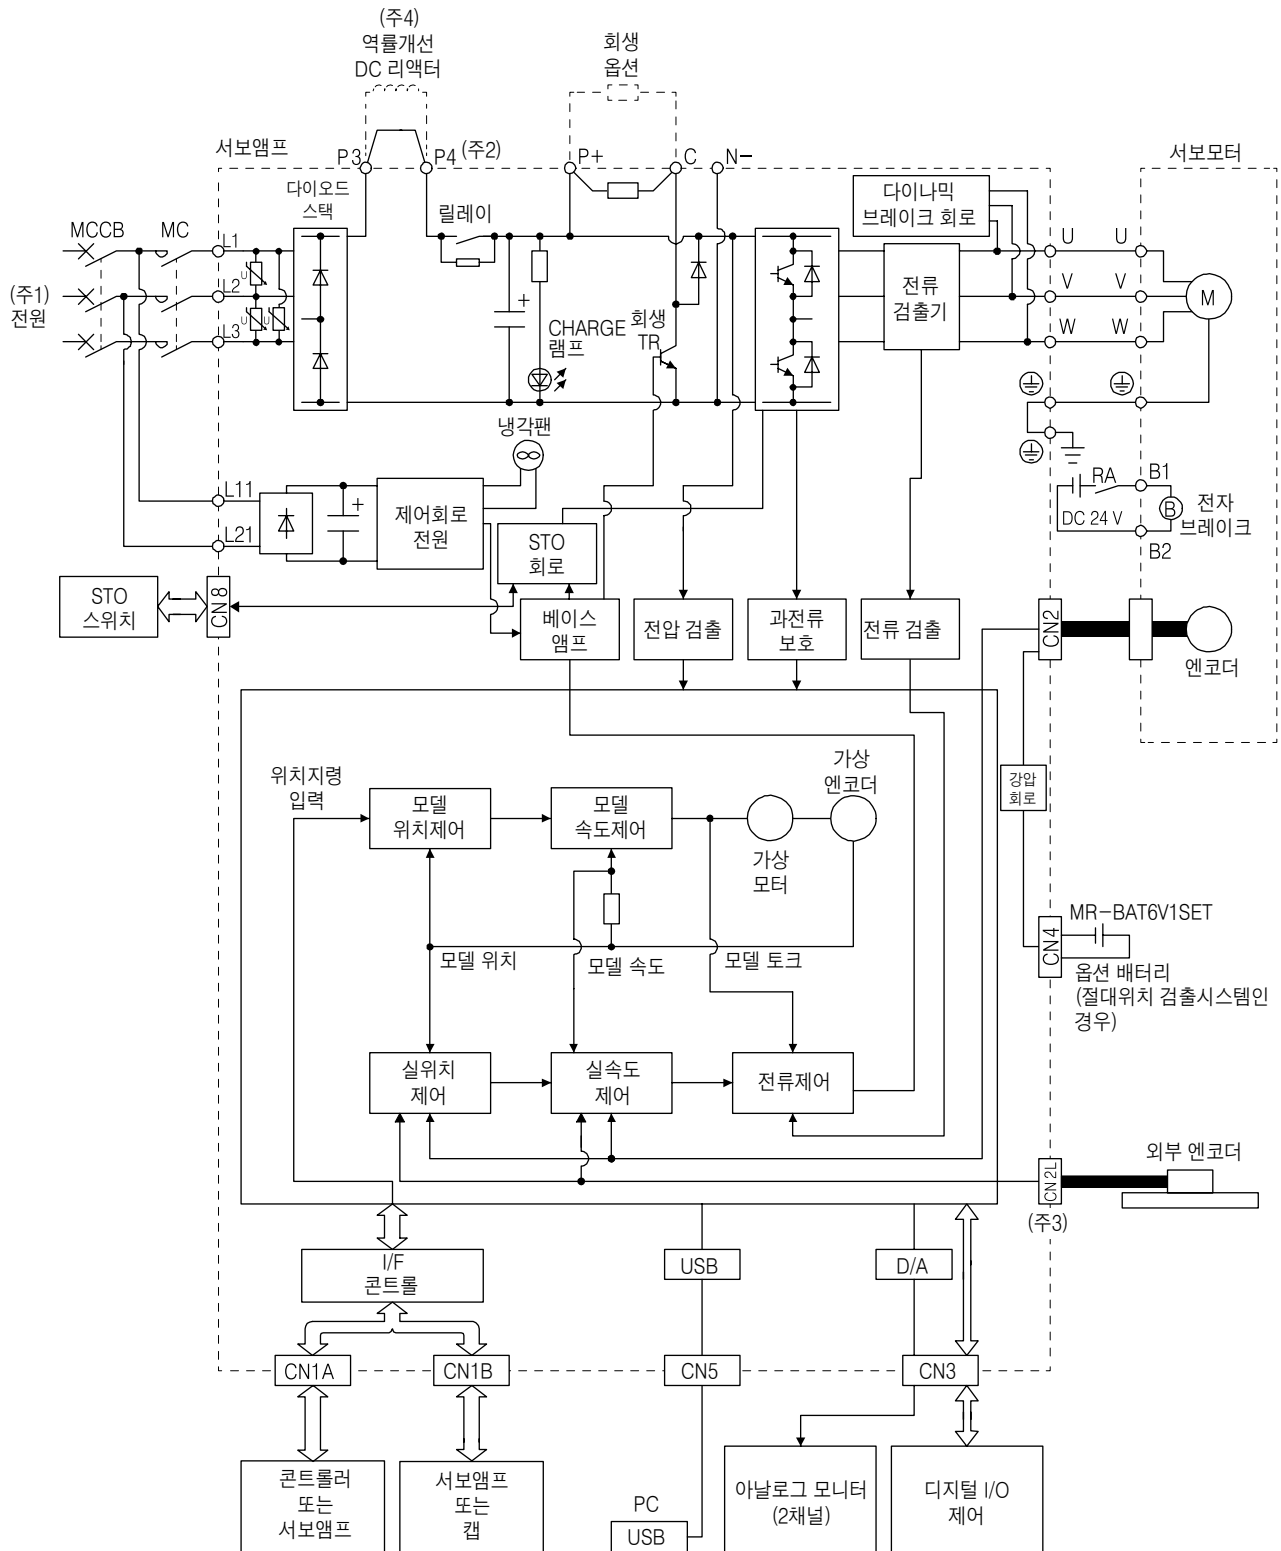 (주4)
역률개선
DC 리액터
회생
옵션
서보앰프
P3
P4
(주2)
P+
C
N-
서보모터
다이오드
스택
릴레이
다이나믹
브레이크 회로
MCCB
MC
L1
L2
L3
U
U
U
(주1)
전원
+
CHARGE
램프
회생
TR
전류
검출기
U
V
W
U
V
W
M
냉각팬
L11
L21
+
제어회로
전원
STO
회로
RA
DC 24 V
B1
B
B2
전자
브레이크
STO
스위치
CN8
베이스
앰프
전압 검출
과전류
보호
전류 검출
CN2
엔코더
위치지령
입력
모델
위치제어
모델
속도제어
가상
엔코더
가상
모터
강압
회로
모델 위치
모델 속도
모델 토크
MR-BAT6V1SET
CN4
옵션 배터리
(절대위치 검출시스템인
경우)
실위치
제어
실속도
제어
전류제어
외부 엔코더
CN2L
(주3)
I/F
콘트롤
USB
D/A
CN1A
CN1B
CN5
CN3
콘트롤러
또는
서보앰프
서보앰프
또는
캡
PC
USB
아날로그 모니터
(2채널)
디지털 I/O
제어